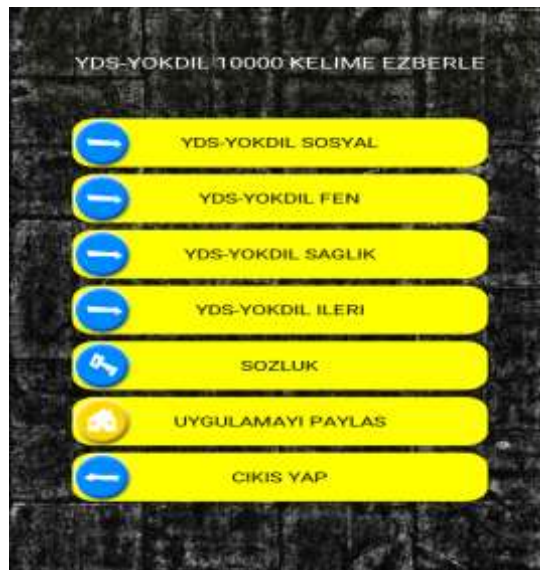 YDS-YOKDIL 10000 KELIME EZBERLE
YDS-YOKDIL SOSYAL
YDS-YOKDIL FEN
YDS-YOKDIL SAGLIK
YDS-YOKDIL ILERI
SOZLUK
UYGULAMAYI PAYLAS
CIKIS YAP